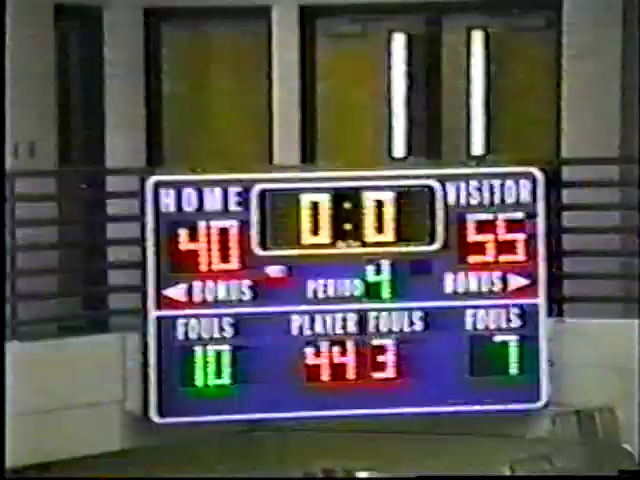 HOME 0:0 VISITOR
40 55
◀BONUS PERIOD 4 BONUS▶
FOULS PLAYER FOULS FOULS
10 44 3 7